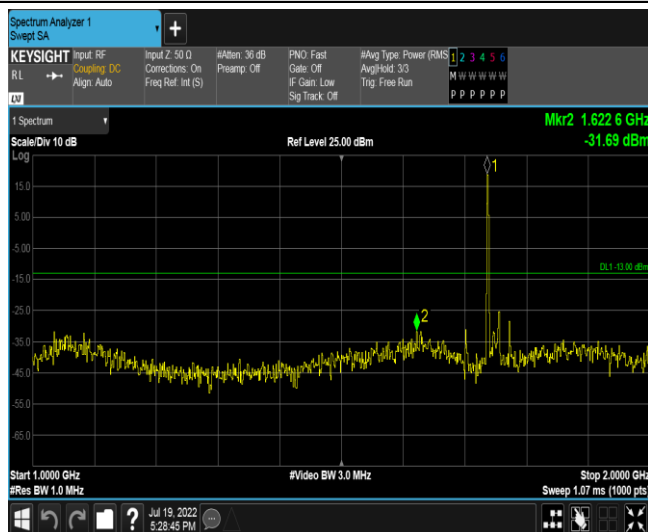 Spectrum Analyzer 1
Swept SA
+
KEYSIGHT Input: RF Input Z: 50 Ω #Atten: 36 dB PNO: Fast #Avg Type: Power (RMS 1 2 3 4 5 6
RL Coupling: DC Corrections: On Preamp: Off Gate: Off Avg|Hold: 3/3 M W W W W W
Align: Auto Freq Ref: Int (S) IF Gain: Low Trig: Free Run
Sig Track: Off P P P P P P
LXI
1 Spectrum Mkr2 1.622 6 GHz
Scale/Div 10 dB Ref Level 25.00 dBm -31.69 dBm
Log
1
15.0
5.00
-5.00
DL1 -13.00 dBm
-15.0
-25.0
2
-35.0
-45.0
-55.0
-65.0
Start 1.0000 GHz #Video BW 3.0 MHz Stop 2.0000 GHz
#Res BW 1.0 MHz Sweep 1.07 ms (1000 pts)
? Jul 19, 2022
5:28:45 PM